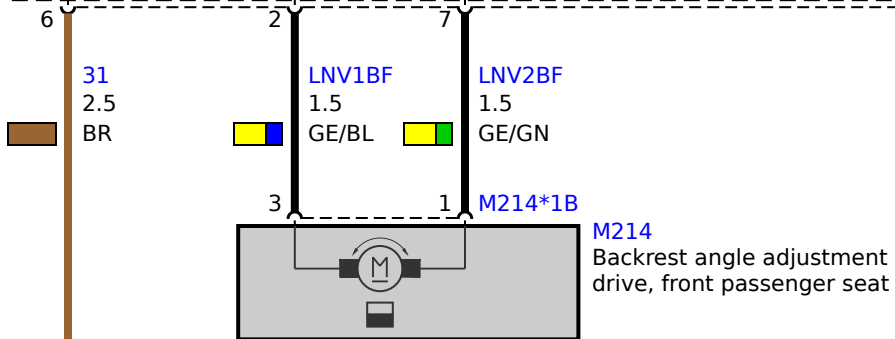 6 2 7
31 LNV1BF LNV2BF
2.5 1.5 1.5
BR GE/BL GE/GN
3 1 M214*1B
M214
Backrest angle adjustment
drive, front passenger seat
M